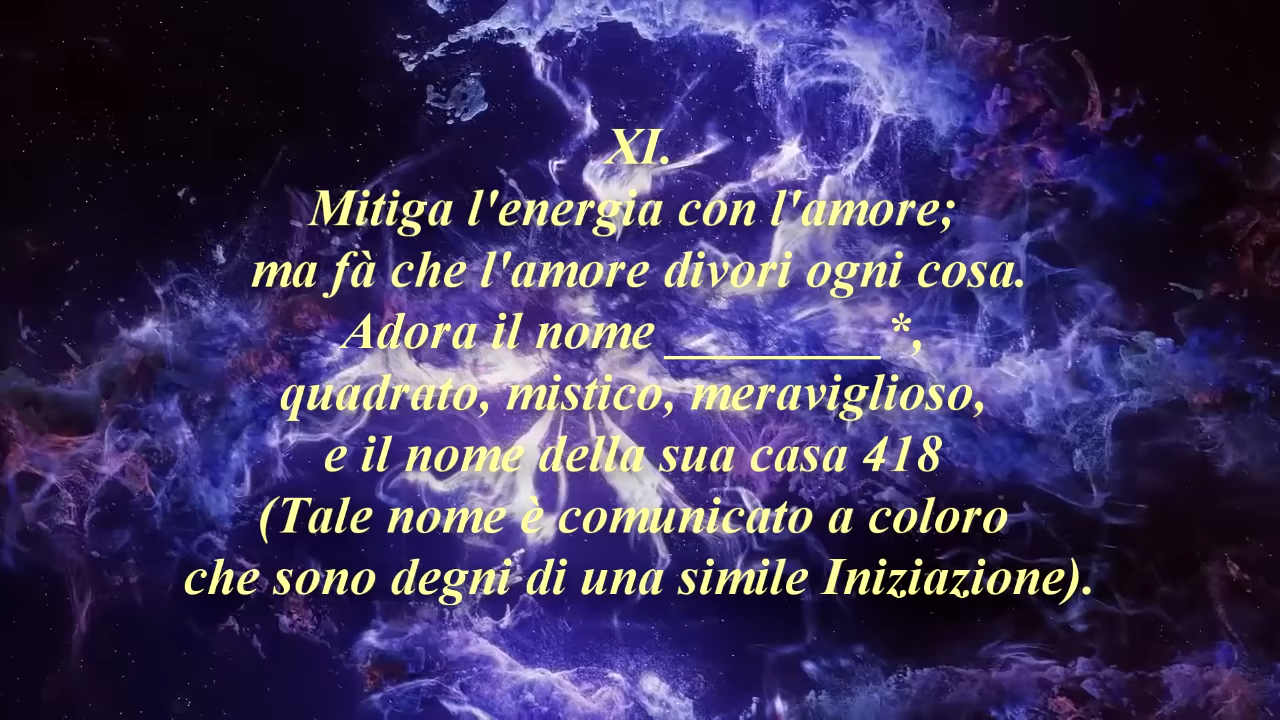 XI.
Mitiga l'energia con l'amore;
ma fà che l'amore divori ogni cosa.
Adora il nome ________ *,
quadrato, mistico, meraviglioso,
e il nome della sua casa 418
(Tale nome è comunicato a coloro
che sono degni di una simile Iniziazione).